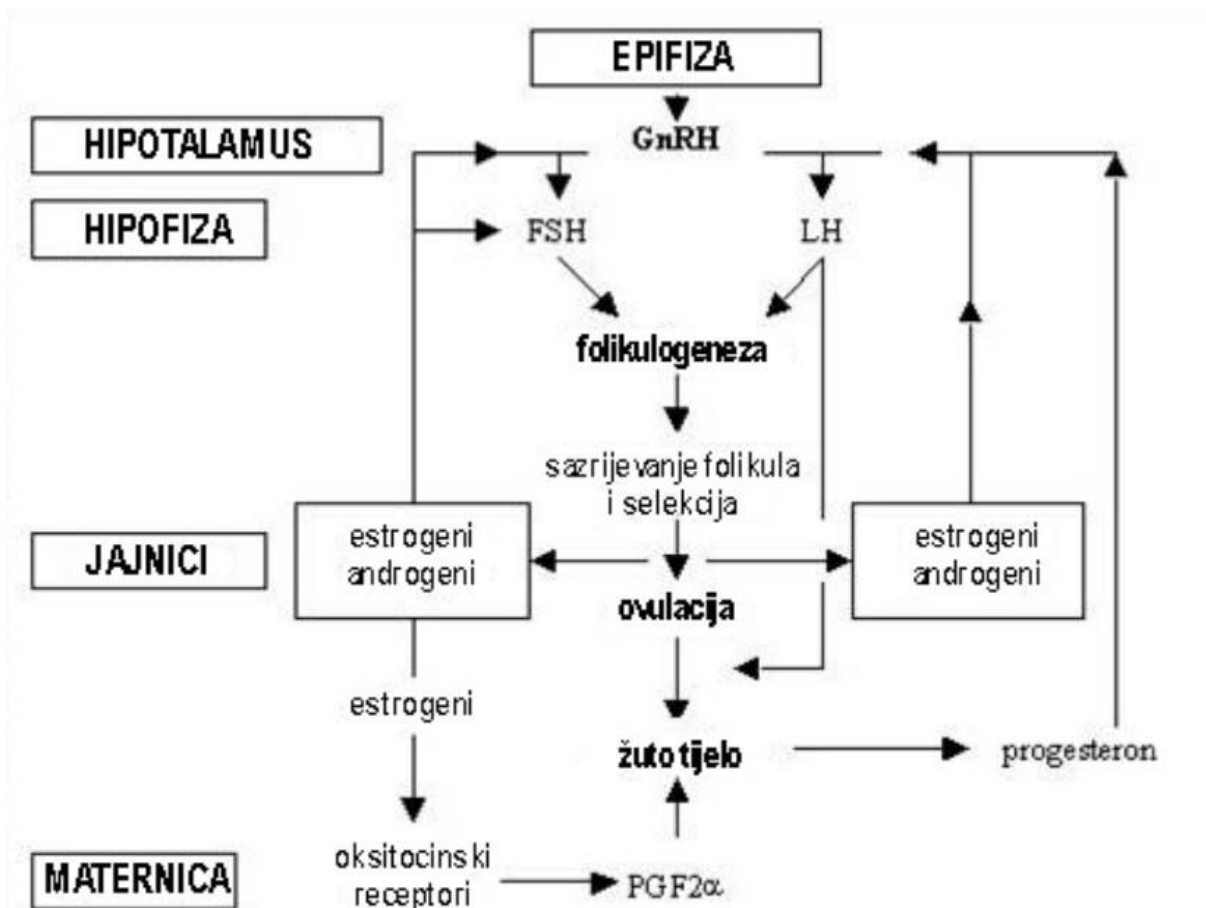 EPIFIZA
HIPOTALAMUS
GnRH
HIPOFIZA
FSH
LH
folikulogeneza
sazrijevanje folikula
i selekcija
JAJNICI
estrogeni
androgeni
estrogeni
androgeni
ovulacija
estrogeni
žuto tijelo
progesteron
MATERNICA
oksitocinski
receptori
PGF2α